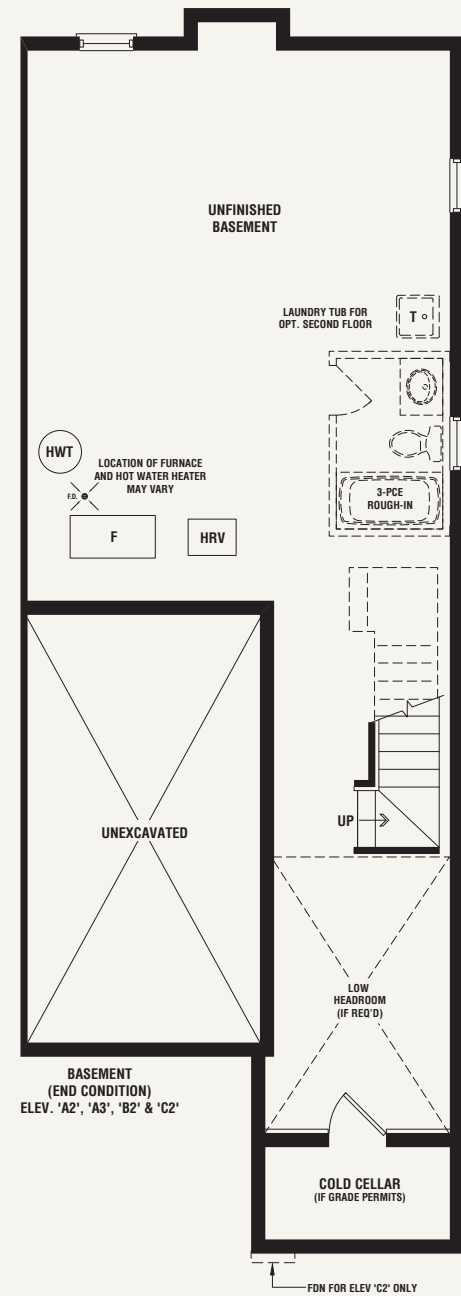 UNFINISHED
BASEMENT
LAUNDRY TUB FOR
OPT. SECOND FLOOR
T
HWT
LOCATION OF FURNACE
AND HOT WATER HEATER
MAY VARY
F.D.
3-PCE
ROUGH-IN
F
HRV
UNEXCAVATED
UP
LOW
HEADROOM
(IF REQ'D)
BASEMENT
(END CONDITION)
ELEV. 'A2', 'A3', 'B2' & 'C2'
COLD CELLAR
(IF GRADE PERMITS)
FDN FOR ELEV 'C2' ONLY